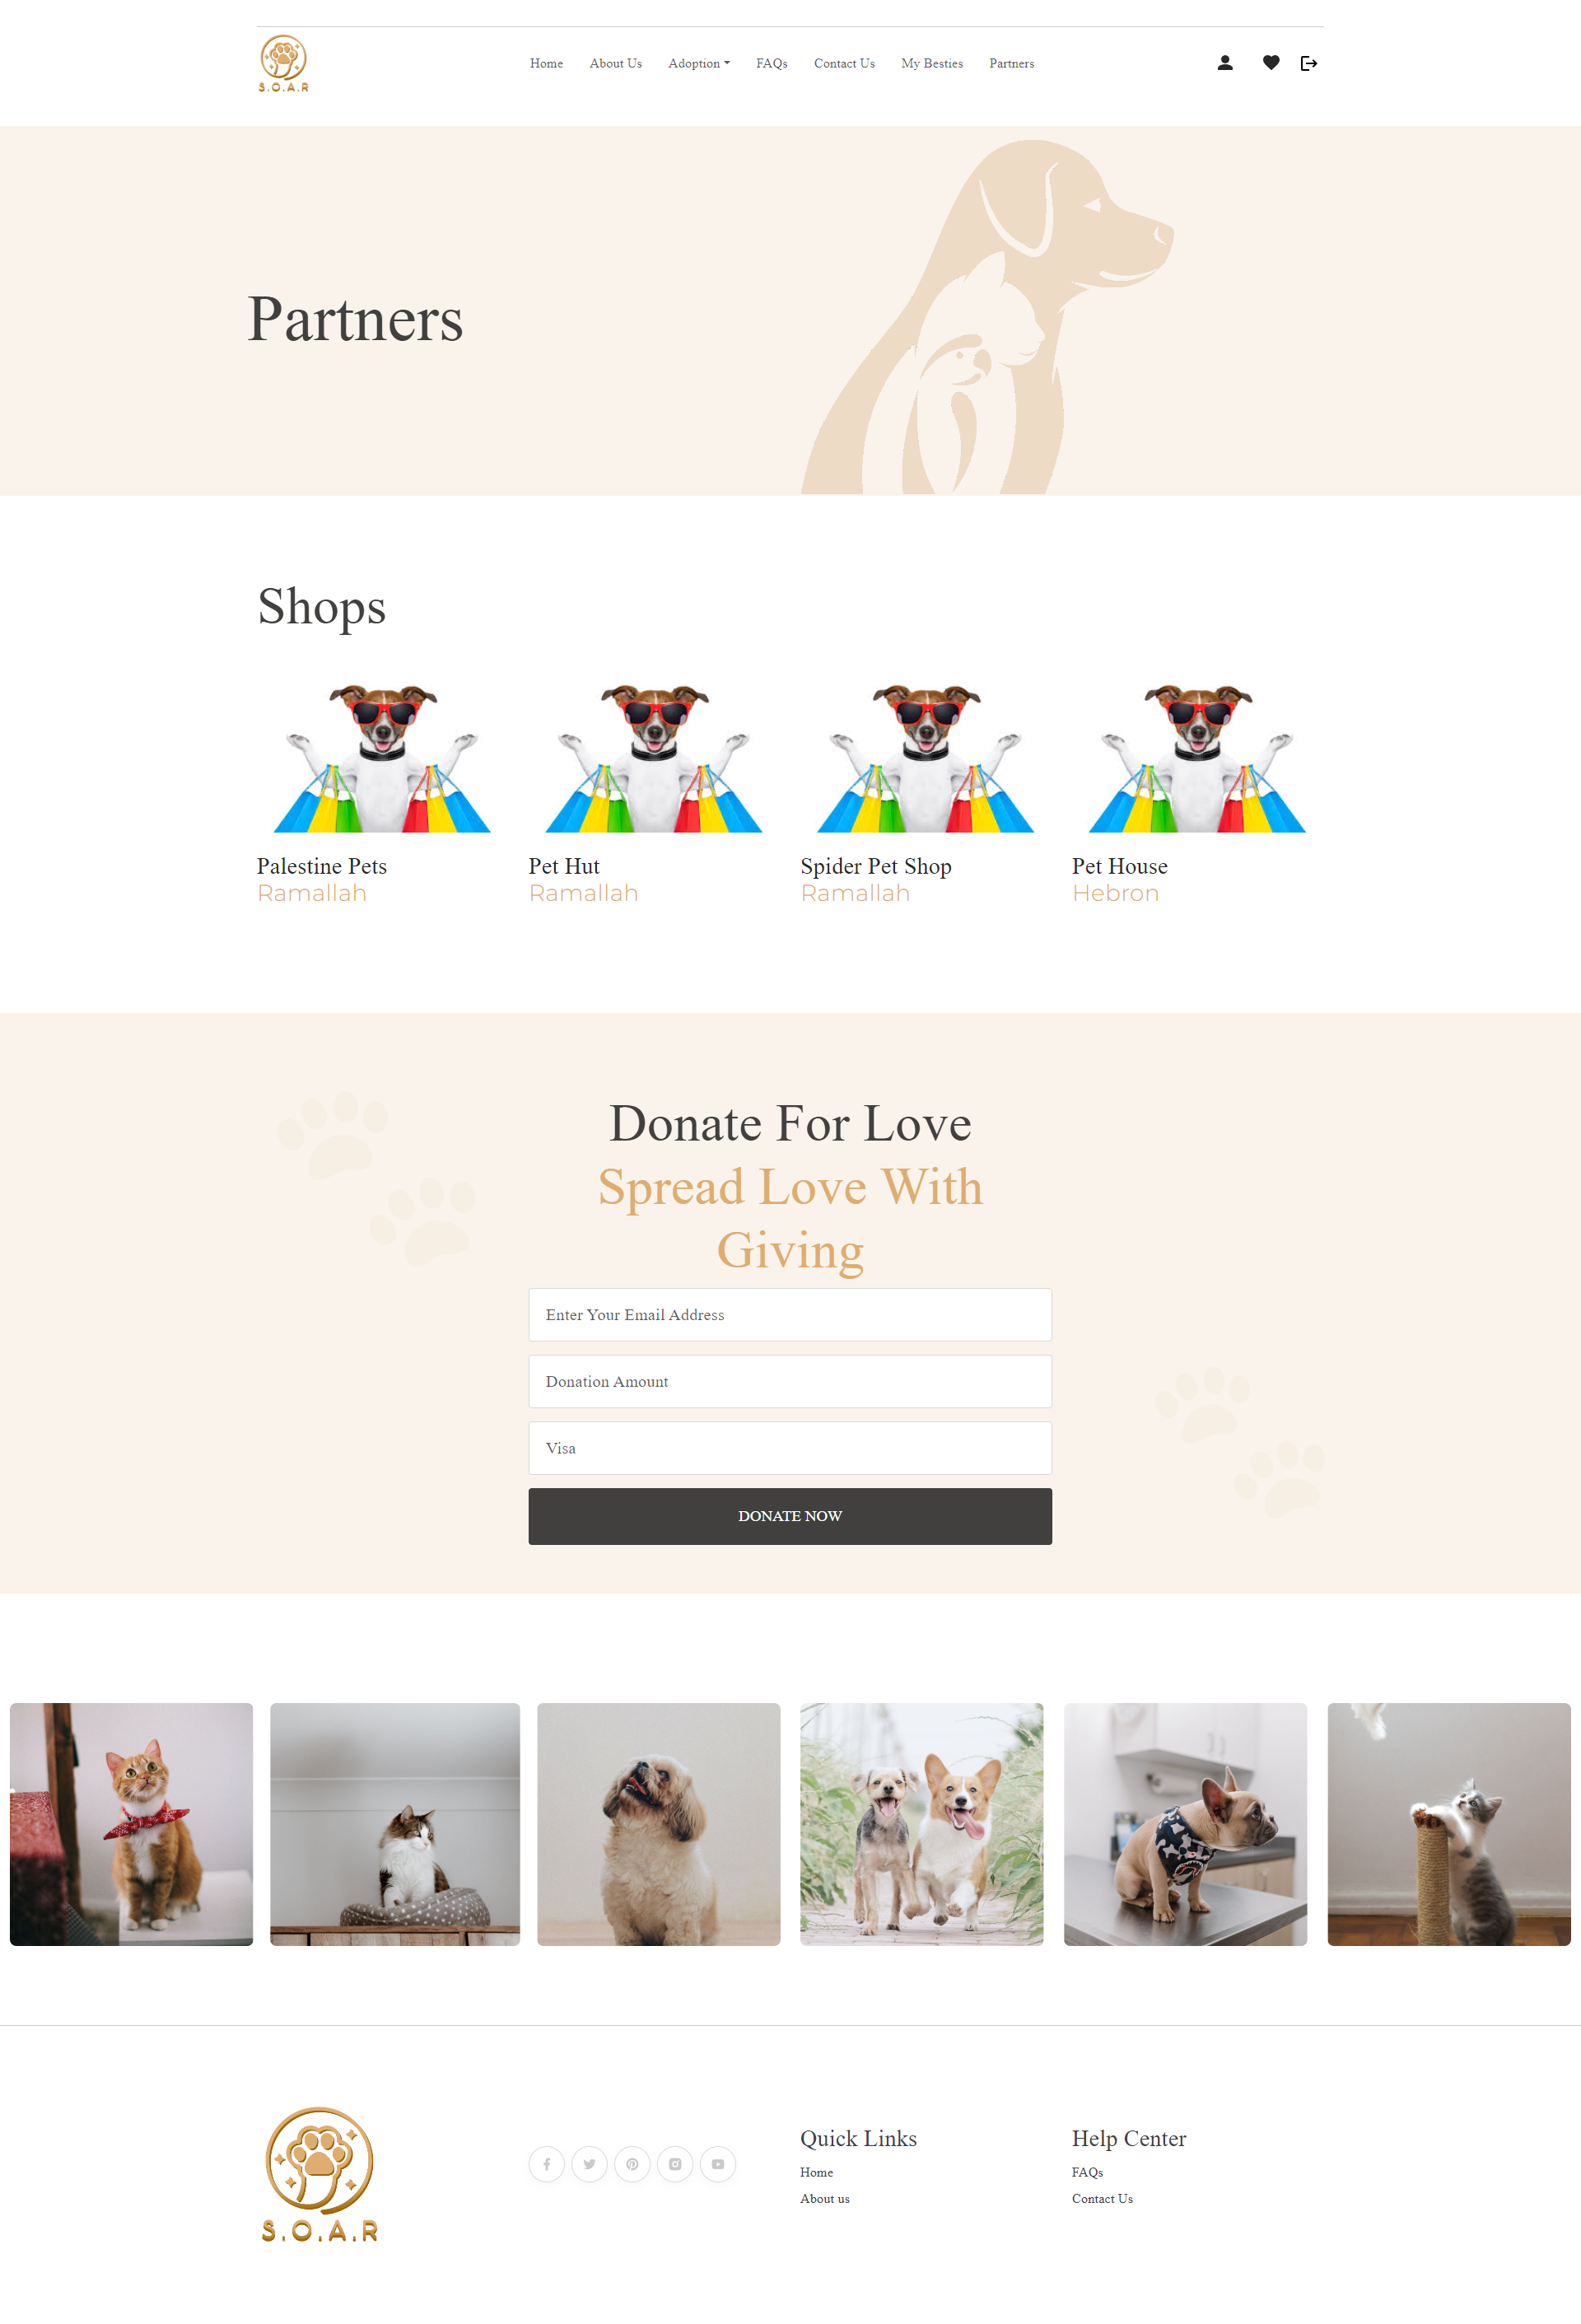 S.O.A.R
Home About Us Adoption FAQs Contact Us My Besties Partners
Partners
Shops
Palestine Pets
Ramallah
Pet Hut
Ramallah
Spider Pet Shop
Ramallah
Pet House
Hebron
Donate For Love
Spread Love With
Giving
Enter Your Email Address
Donation Amount
Visa
DONATE NOW
S.O.A.R
Quick Links
Home
About us
Help Center
FAQs
Contact Us